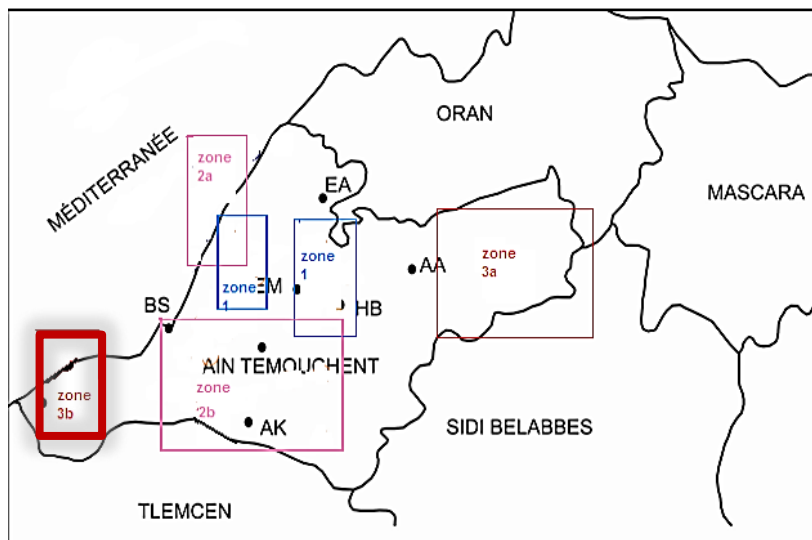 ORAN
MASCARA
MÉDITERRANÉE
zone
2a
EA
zone
3a
AA
zone
1
EM
zone
1
HB
BS
AIN TEMOUCHENT
zone
2b
AK
zone
3b
SIDI BELABBES
TLEMCEN